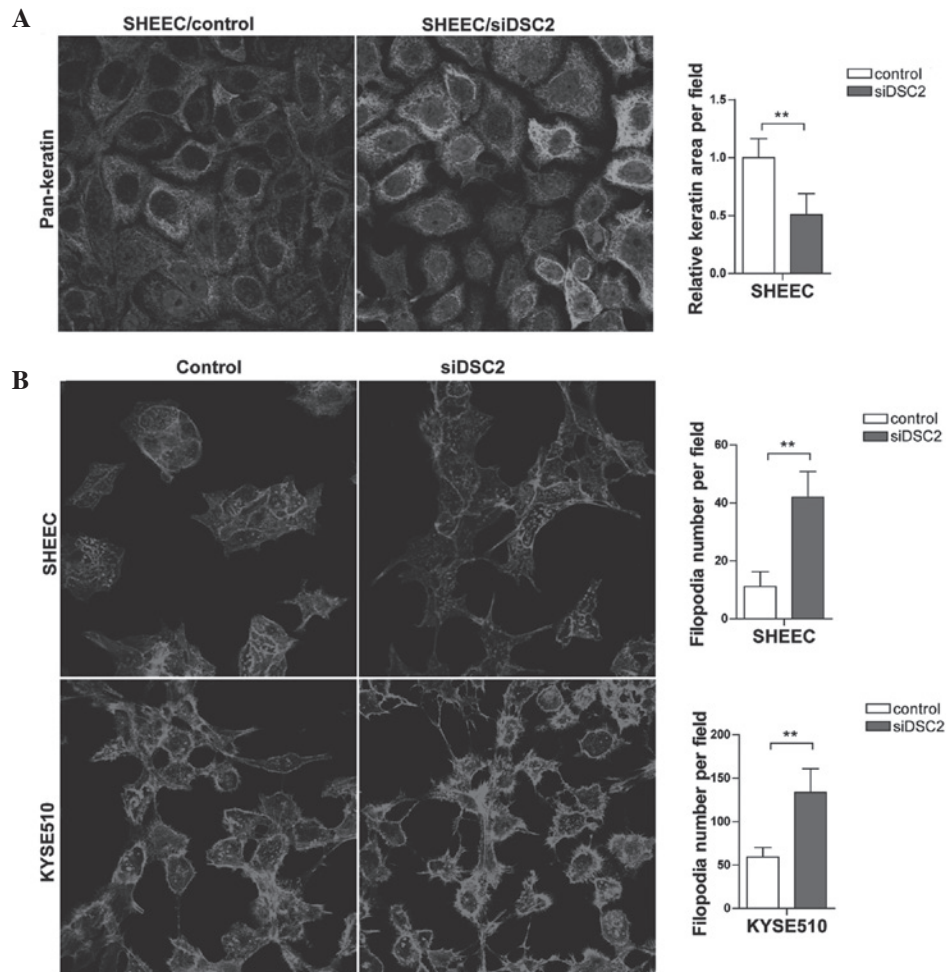 A
SHEEC/control
SHEEC/siDSC2
Pan-keratin
control
siDSC2
Relative keratin area per field
1.5
1.0
0.5
0.0
**
SHEEC
B
Control
siDSC2
SHEEC
control
siDSC2
Filopodia number per field
60
40
20
0
**
SHEEC
KYSE510
control
siDSC2
Filopodia number per field
200
150
100
50
0
**
KYSE510